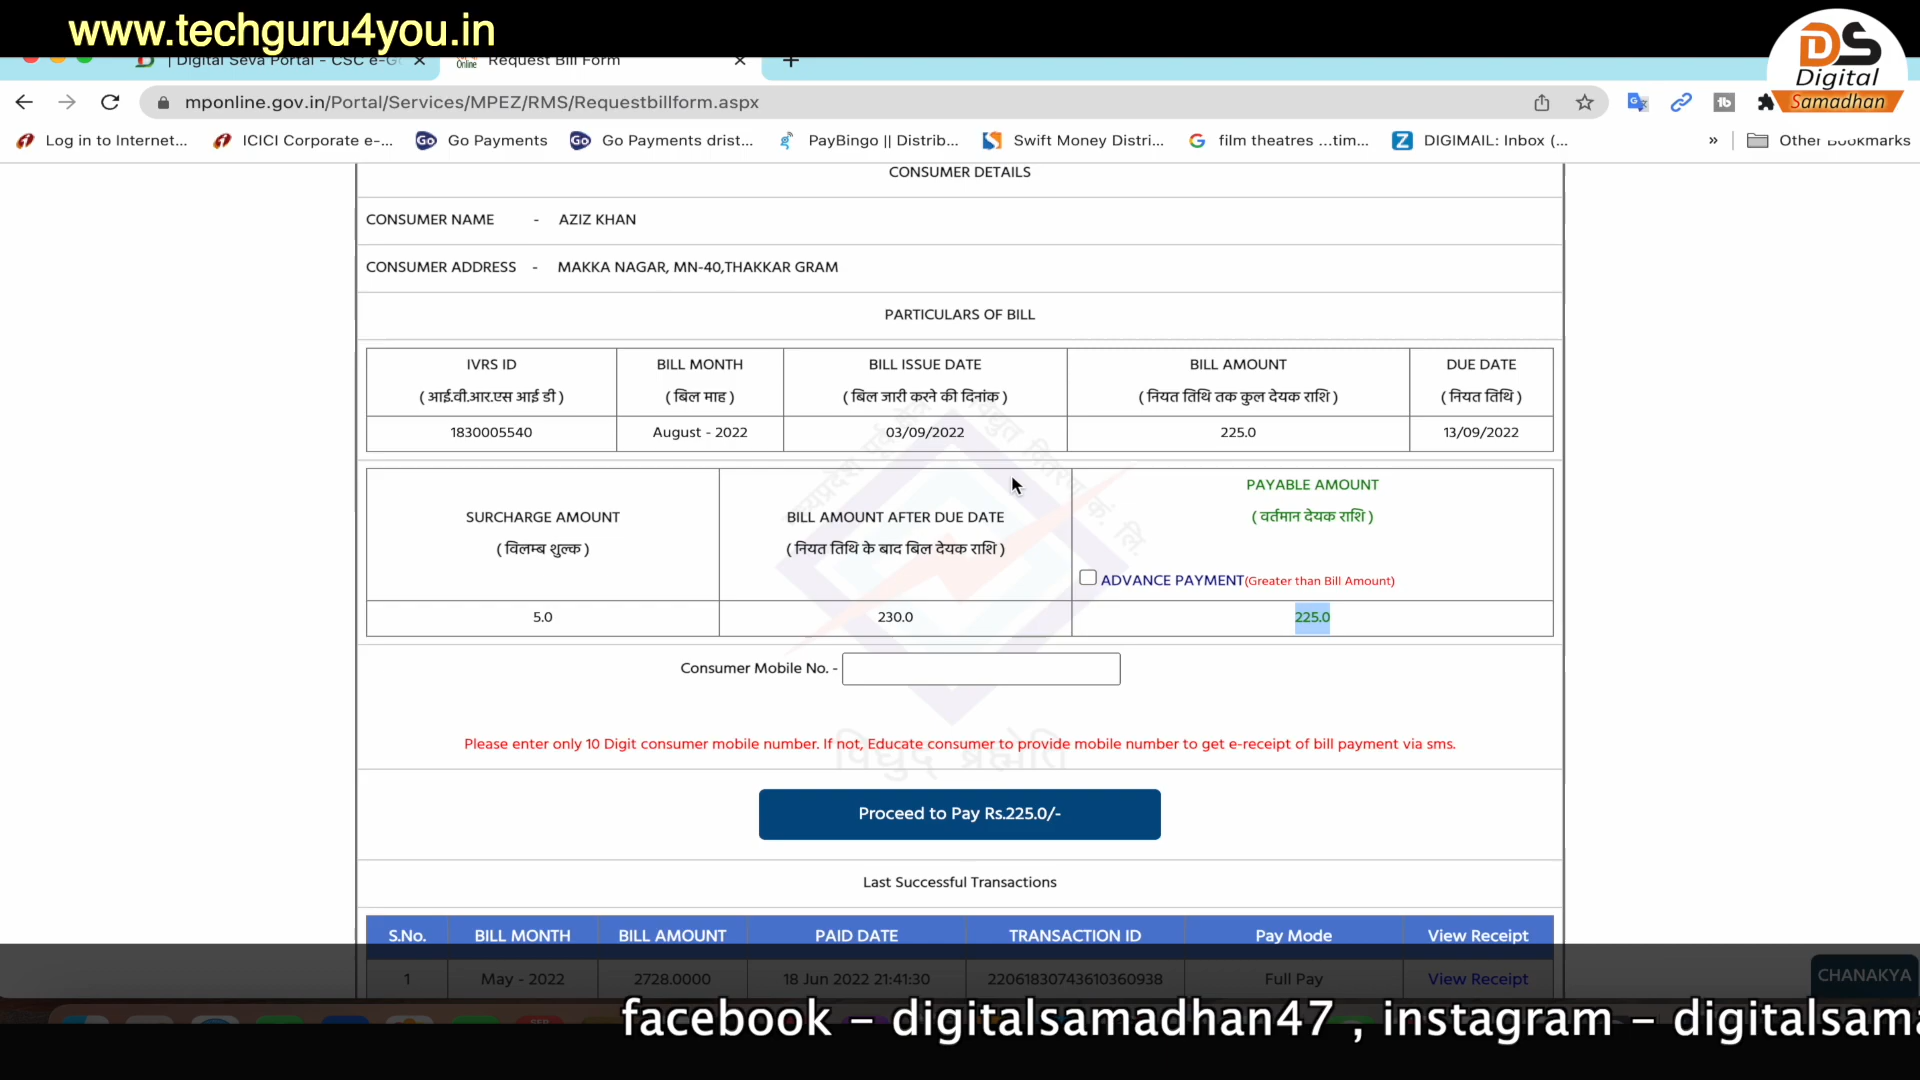 www.techguru4you.in
DS
Digital
Samadhan
Digital Seva Portal - CSC e-G
Online
Request Bill Form
mponline.gov.in/Portal/Services/MPEZ/RMS/Requestbillform.aspx
Log in to Internet...
ICICI Corporate e-...
Go
Go Payments
Go
Go Payments drist...
PayBingo || Distrib...
Swift Money Distri...
film theatres ...tim...
DIGIMAIL: Inbox (...
»
Other Bookmarks
CONSUMER DETAILS
CONSUMER NAME - AZIZ KHAN
CONSUMER ADDRESS - MAKKA NAGAR, MN-40,THAKKAR GRAM
PARTICULARS OF BILL
IVRS ID BILL MONTH BILL ISSUE DATE BILL AMOUNT DUE DATE
( आई.वी.आर.एस आई डी ) ( बिल माह ) ( बिल जारी करने की दिनांक ) ( नियत तिथि तक कुल देयक राशि ) ( नियत तिथि )
1830005540 August - 2022 03/09/2022 225.0 13/09/2022
PAYABLE AMOUNT
SURCHARGE AMOUNT BILL AMOUNT AFTER DUE DATE ( वर्तमान देयक राशि )
( विलम्ब शुल्क ) ( नियत तिथि के बाद बिल देयक राशि )
ADVANCE PAYMENT(Greater than Bill Amount)
5.0 230.0 225.0
Consumer Mobile No. -
Please enter only 10 Digit consumer mobile number. If not, Educate consumer to provide mobile number to get e-receipt of bill payment via sms.
विद्युद् ब्रह्मेति
Proceed to Pay Rs.225.0/-
Last Successful Transactions
S.No. BILL MONTH BILL AMOUNT PAID DATE TRANSACTION ID Pay Mode View Receipt
1 May - 2022 2728.0000 18 Jun 2022 21:41:30 22061830743610360938 Full Pay View Receipt
CHANAKYA
facebook – digitalsamadhan47 , instagram – digitalsama